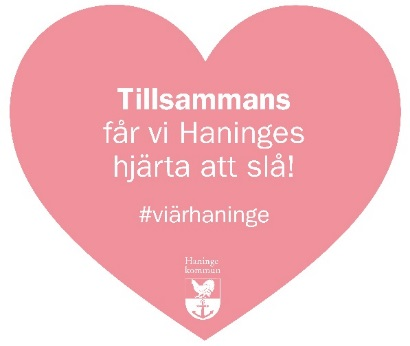 Tillsammans
får vi Haninges
hjärta att slå!
#viärhaninge
Haninge
kommun